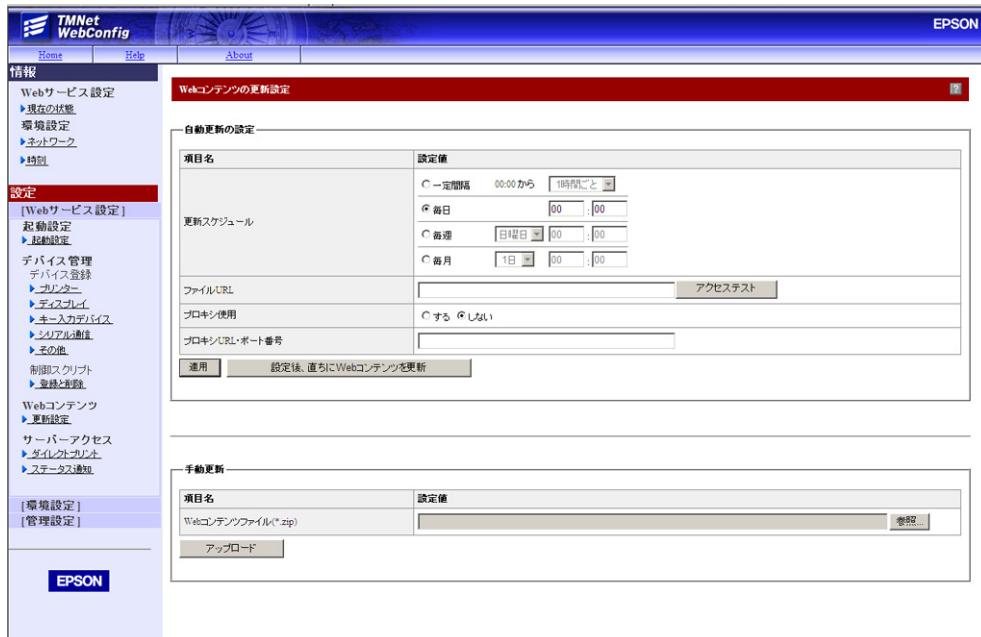 TMNet
WebConfig
EPSON
Home Help About
情報
Webサービス設定
現在の状態
環境設定
ネットワーク
時刻
設定
[Webサービス設定]
起動設定
起動設定
デバイス管理
デバイス登録
プリンター
ディスプレイ
キー入力デバイス
シリアル通信
その他
制御スクリプト
登録と削除
Webコンテンツ
更新設定
サーバーアクセス
ダイレクトプリント
ステータス通知
[環境設定]
[管理設定]
EPSON
Webコンテンツの更新設定 ?
自動更新の設定
項目名 設定値
更新スケジュール
一定間隔 00:00から 1時間ごと
毎日 00 : 00
毎週 日曜日 00 : 00
毎月 1日 00 : 00
ファイルURL アクセステスト
プロキシ使用 する しない
プロキシURL・ポート番号
適用 設定後、直ちにWebコンテンツを更新
手動更新
項目名 設定値
Webコンテンツファイル(*.zip) 参照...
アップロード